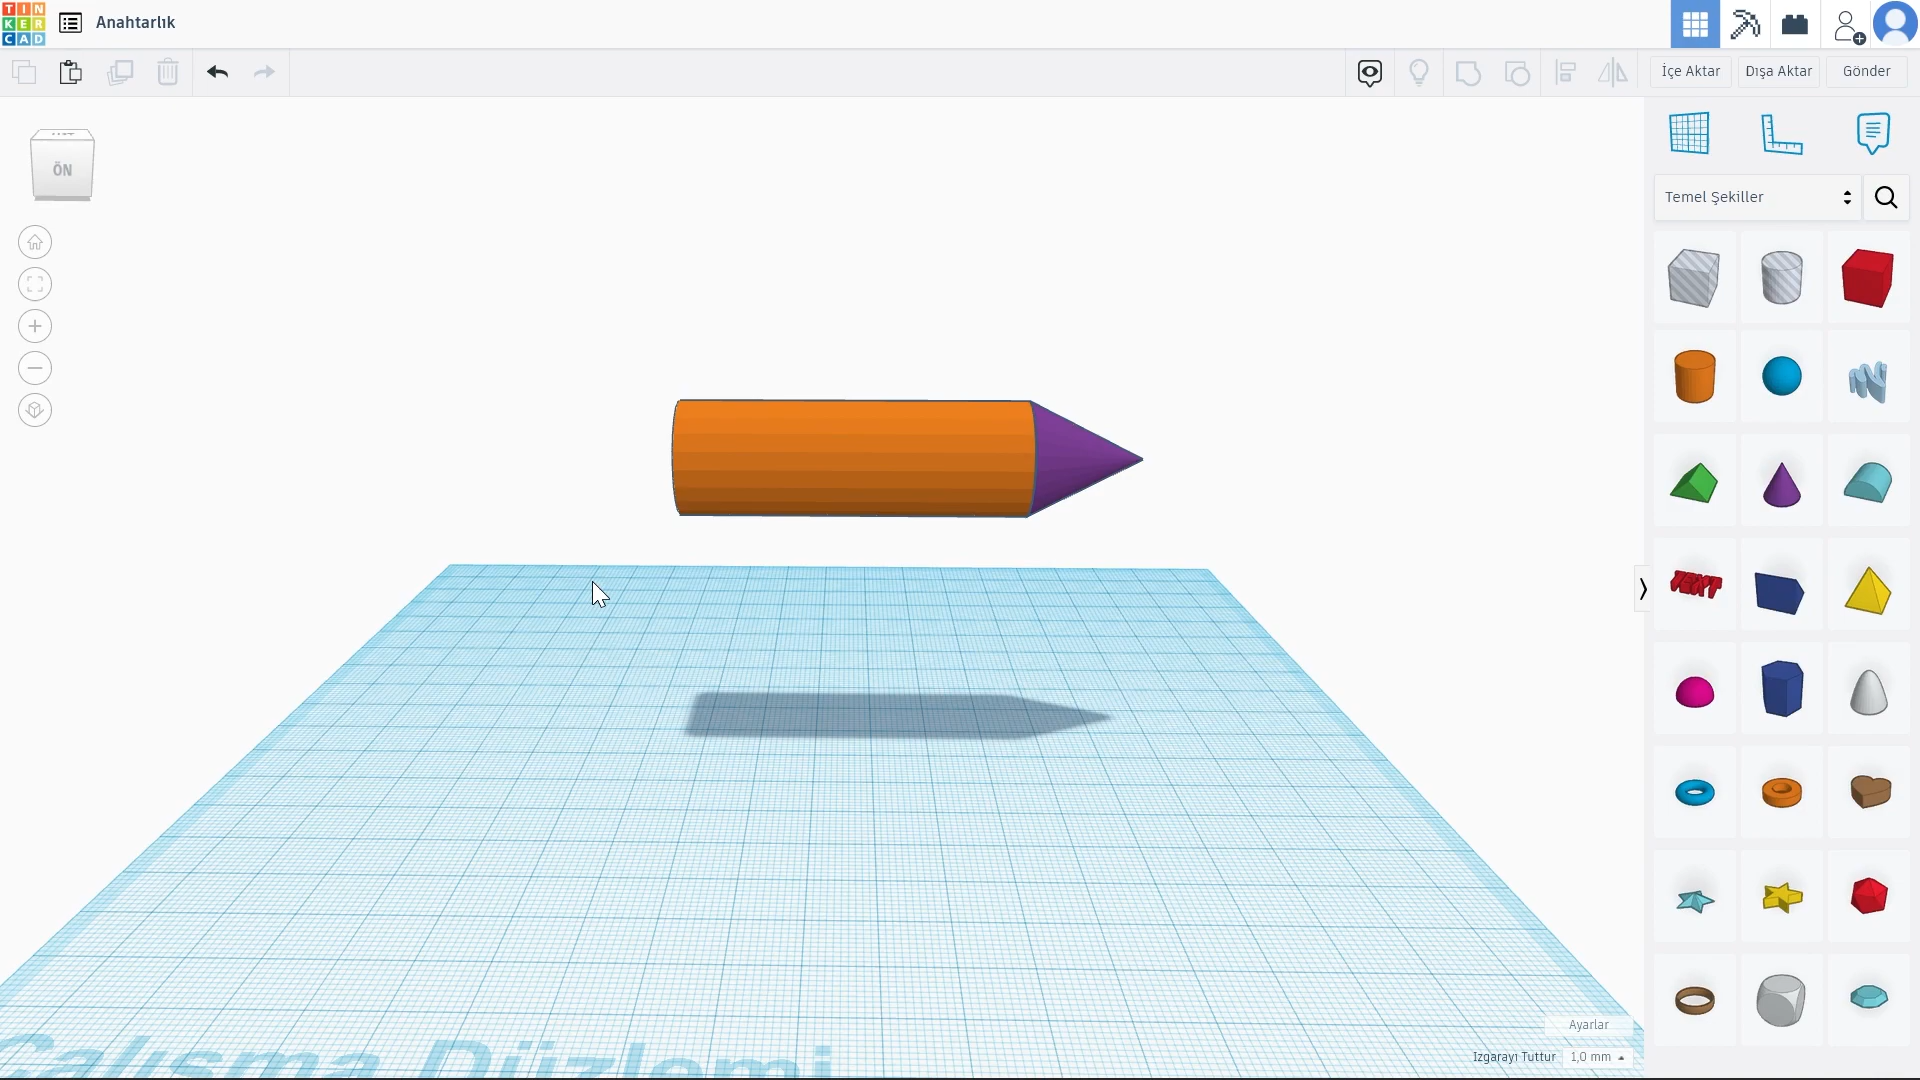 TIN
KER
CAD
Anahtarlık
İçe Aktar
Dışa Aktar
Gönder
ÖN
Temel Şekiller
TEXT
Ayarlar
Izgarayı Tuttur
1,0 mm
Çalışma Düzlemi